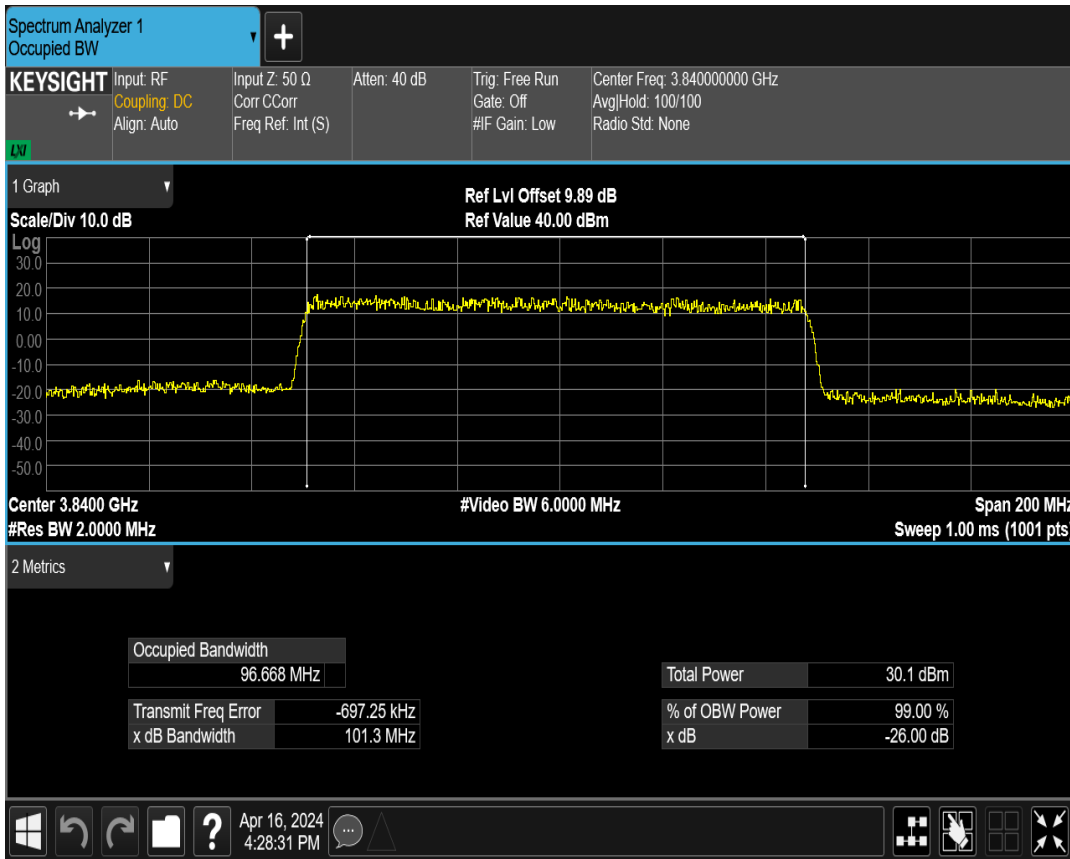 Spectrum Analyzer 1
Occupied BW
+
KEYSIGHT
LXI
Input: RF
Coupling: DC
Align: Auto
Input Z: 50 Ω
Corr CCorr
Freq Ref: Int (S)
Atten: 40 dB
Trig: Free Run
Gate: Off
#IF Gain: Low
Center Freq: 3.840000000 GHz
Avg|Hold: 100/100
Radio Std: None
1 Graph
Scale/Div 10.0 dB
Ref Lvl Offset 9.89 dB
Ref Value 40.00 dBm
Log
30.0
20.0
10.0
0.00
-10.0
-20.0
-30.0
-40.0
-50.0
Center 3.8400 GHz
#Video BW 6.0000 MHz
Span 200 MHz
#Res BW 2.0000 MHz
Sweep 1.00 ms (1001 pts)
2 Metrics
Occupied Bandwidth
96.668 MHz
Total Power 30.1 dBm
Transmit Freq Error -697.25 kHz
% of OBW Power 99.00 %
x dB Bandwidth 101.3 MHz
x dB -26.00 dB
?
Apr 16, 2024
4:28:31 PM